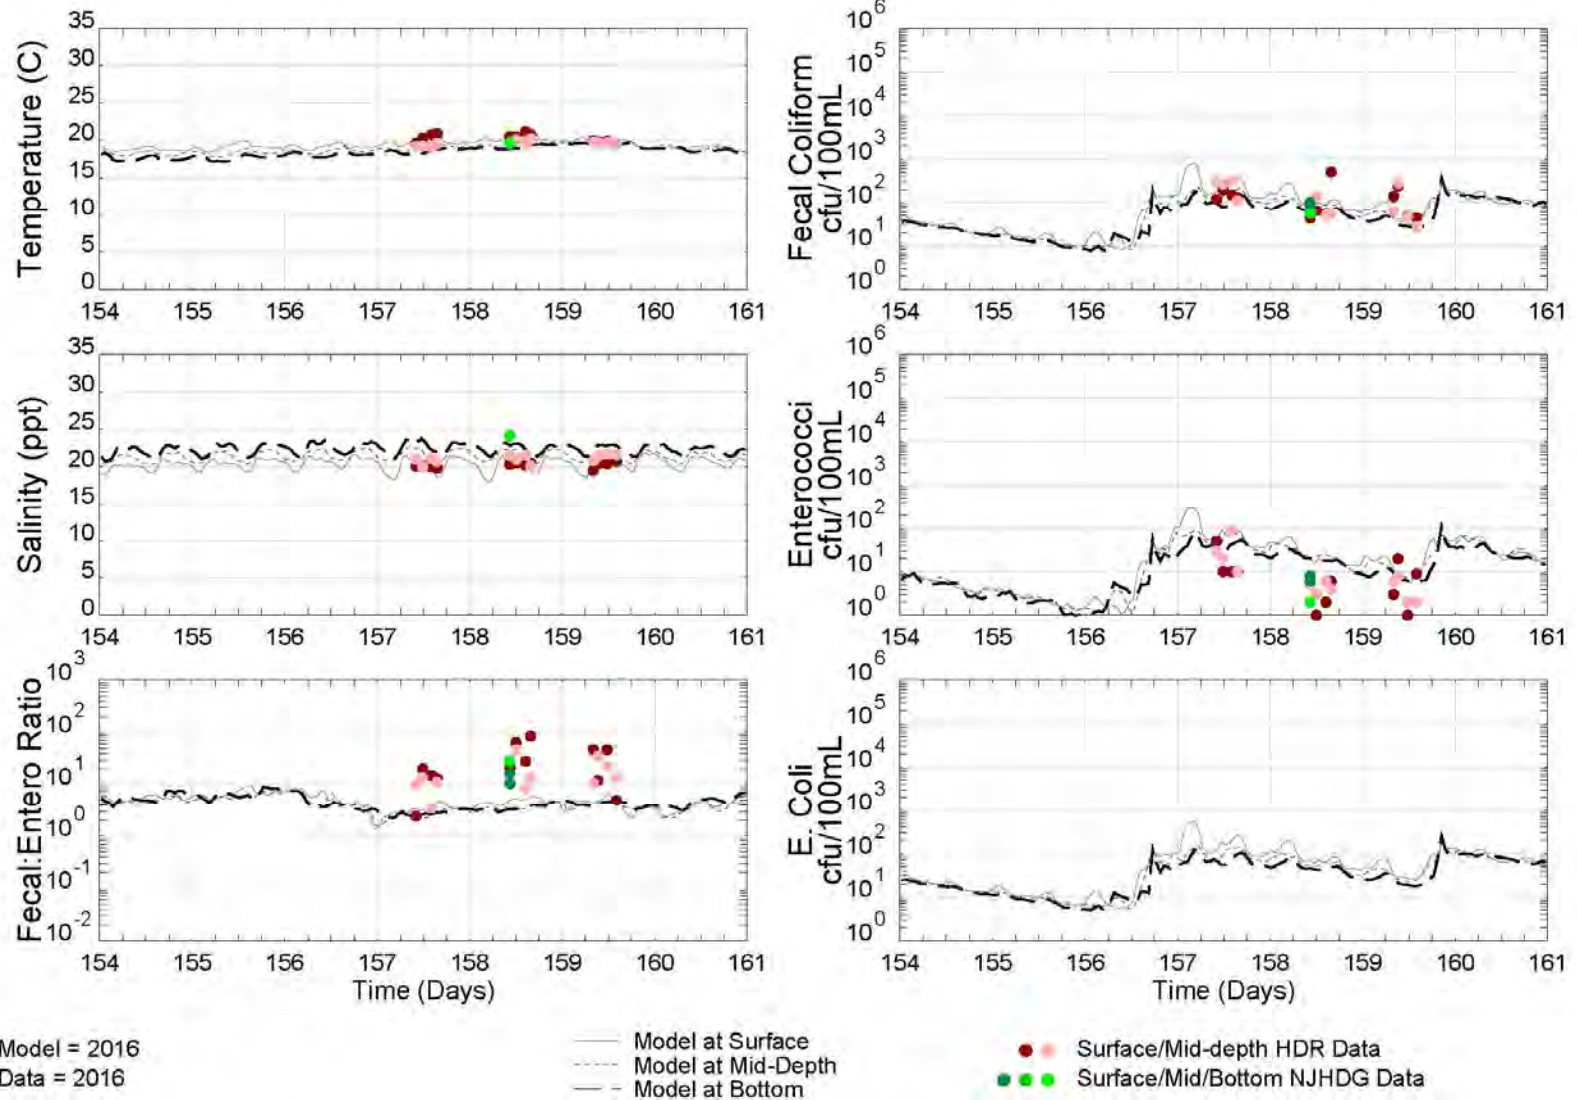 Temperature (C)
35
30
25
20
15
10
5
0
154 155 156 157 158 159 160 161
Fecal Coliform
cfu/100mL
10^6
10^5
10^4
10^3
10^2
10^1
10^0
154 155 156 157 158 159 160 161
Salinity (ppt)
35
30
25
20
15
10
5
0
154 155 156 157 158 159 160 161
Enterococci
cfu/100mL
10^6
10^5
10^4
10^3
10^2
10^1
10^0
154 155 156 157 158 159 160 161
Fecal:Entero Ratio
10^3
10^2
10^1
10^0
10^-1
10^-2
154 155 156 157 158 159 160 161
Time (Days)
E. Coli
cfu/100mL
10^6
10^5
10^4
10^3
10^2
10^1
10^0
154 155 156 157 158 159 160 161
Time (Days)
Model = 2016
Data = 2016
Model at Surface
Model at Mid-Depth
Model at Bottom
Surface/Mid-depth HDR Data
Surface/Mid/Bottom NJHDG Data